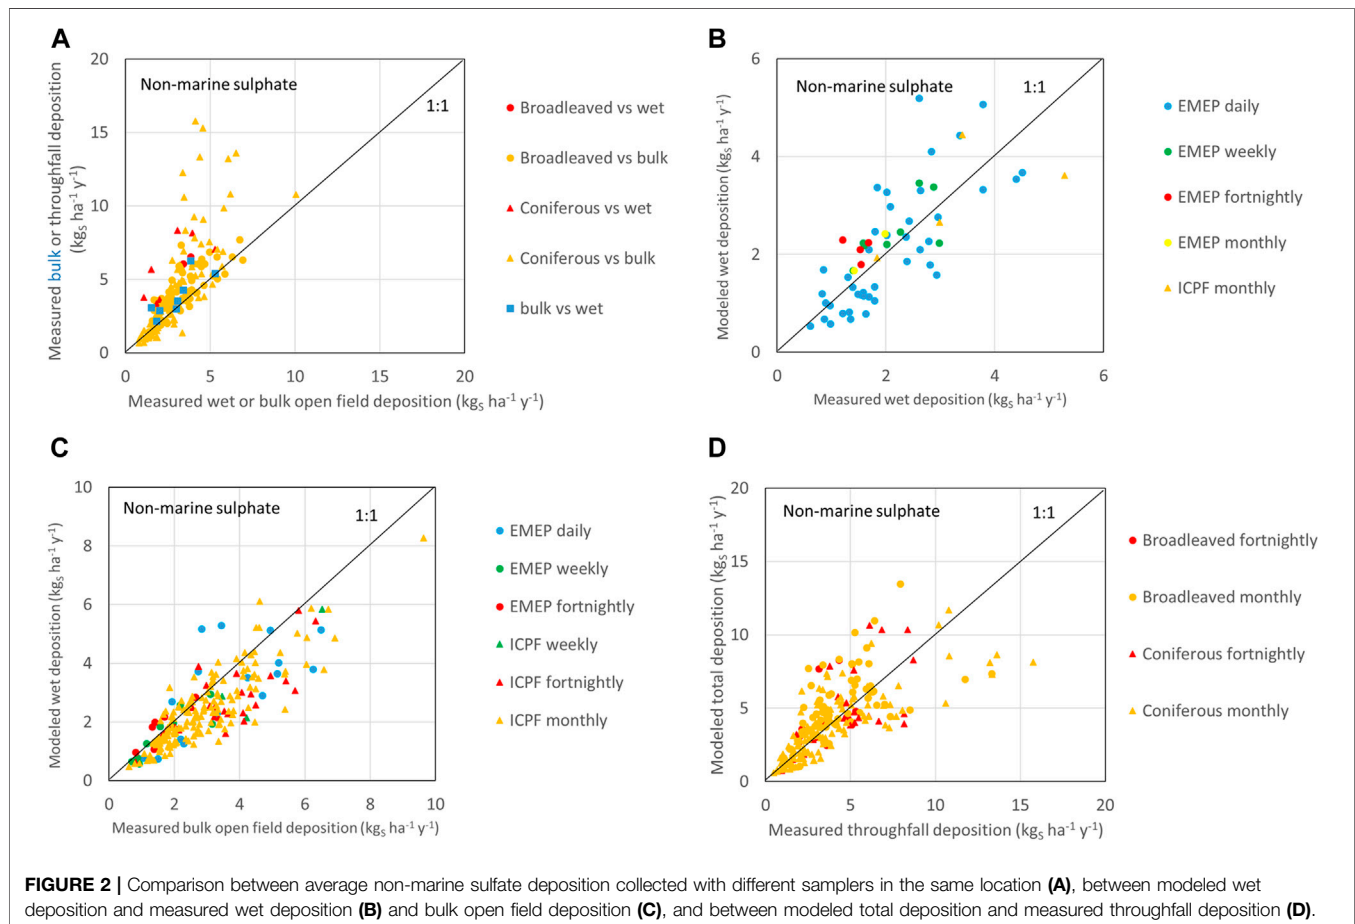 A
Non-marine sulphate
1:1
Measured bulk or throughfall deposition
(kgS ha-1 y-1)
20
15
10
5
0
0 5 10 15 20
Measured wet or bulk open field deposition (kgS ha-1 y-1)
Broadleaved vs wet
Broadleaved vs bulk
Coniferous vs wet
Coniferous vs bulk
bulk vs wet
B
Non-marine sulphate
1:1
Modeled wet deposition (kgS ha-1 y-1)
6
4
2
0
0 2 4 6
Measured wet deposition (kgS ha-1 y-1)
EMEP daily
EMEP weekly
EMEP fortnightly
EMEP monthly
ICPF monthly
C
Non-marine sulphate
1:1
Modeled wet deposition (kgS ha-1 y-1)
10
8
6
4
2
0
0 2 4 6 8 10
Measured bulk open field deposition (kgS ha-1 y-1)
EMEP daily
EMEP weekly
EMEP fortnightly
ICPF weekly
ICPF fortnightly
ICPF monthly
D
Non-marine sulphate
1:1
Modeled total deposition (kgS ha-1 y-1)
20
15
10
5
0
0 5 10 15 20
Measured throughfall deposition (kgS ha-1 y-1)
Broadleaved fortnightly
Broadleaved monthly
Coniferous fortnightly
Coniferous monthly
FIGURE 2 | Comparison between average non-marine sulfate deposition collected with different samplers in the same location (A), between modeled wet
deposition and measured wet deposition (B) and bulk open field deposition (C), and between modeled total deposition and measured throughfall deposition (D).